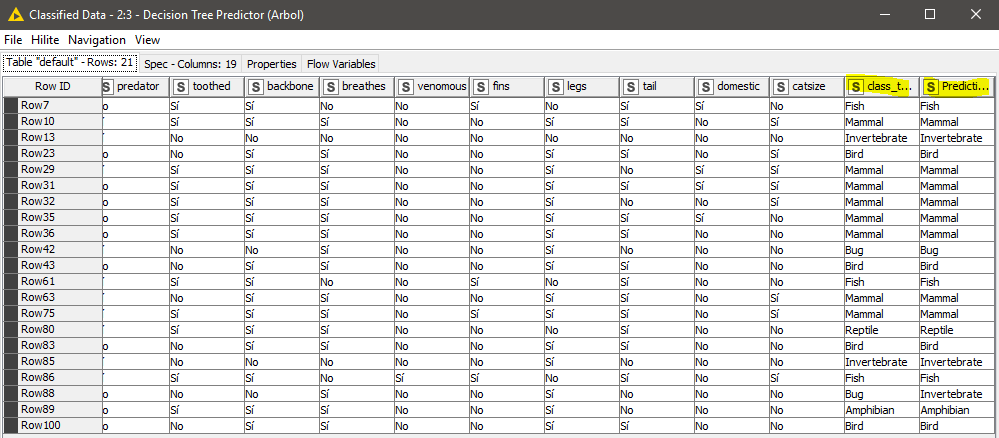 Classified Data - 2:3 - Decision Tree Predictor (Arbol)
File Hilite Navigation View
Table "default" - Rows: 21 Spec - Columns: 19 Properties Flow Variables
Row ID S predator S toothed S backbone S breathes S venomous S fins S legs S tail S domestic S catsize S class_t... S Predicti...
Row7 o Sí Sí No No Sí No Sí Sí No Fish Fish
Row10 Sí Sí Sí No No Sí Sí No Sí Mammal Mammal
Row13 No No No No No No No No No Invertebrate Invertebrate
Row23 o No Sí Sí No No Sí Sí No Sí Bird Bird
Row29 Sí Sí Sí No No Sí No Sí Sí Mammal Mammal
Row31 o Sí Sí Sí No No Sí Sí Sí Sí Mammal Mammal
Row32 o Sí Sí Sí No No Sí No No Sí Mammal Mammal
Row35 o Sí Sí Sí No No Sí Sí Sí No Mammal Mammal
Row36 o Sí Sí Sí No No Sí Sí No No Mammal Mammal
Row42 No No Sí No No Sí No No No Bug Bug
Row43 o No Sí Sí No No Sí Sí No No Bird Bird
Row61 Sí Sí No No Sí No Sí No No Fish Fish
Row63 No Sí Sí No No Sí Sí No Sí Mammal Mammal
Row75 Sí Sí Sí No Sí Sí Sí No Sí Mammal Mammal
Row80 Sí Sí Sí No No No Sí No No Reptile Reptile
Row83 o No Sí Sí No No Sí Sí No No Bird Bird
Row85 No No No No No Sí No No No Invertebrate Invertebrate
Row86 Sí Sí No Sí Sí No Sí No Sí Fish Fish
Row88 o No No Sí No No Sí No No No Bug Invertebrate
Row89 o Sí Sí Sí No No Sí No No No Amphibian Amphibian
Row100 o No Sí Sí No No Sí Sí No No Bird Bird